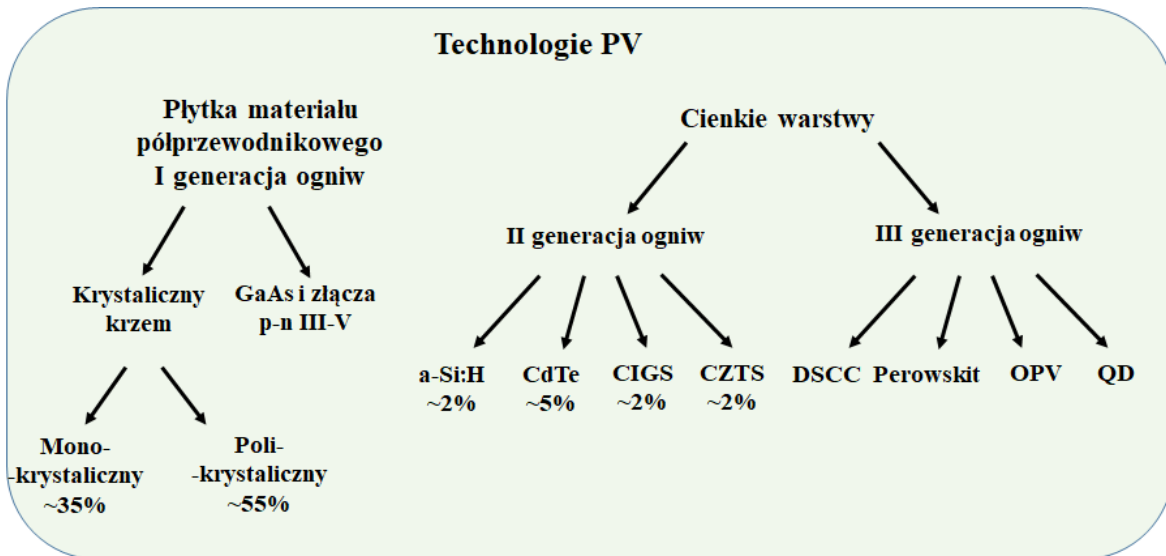 Technologie PV
Płytka materiału
półprzewodnikowego
I generacja ogniw
Cienkie warstwy
II generacja ogniw
III generacja ogniw
Krystaliczny
krzem
GaAs i złącza
p-n III-V
a-Si:H
~2%
CdTe
~5%
CIGS
~2%
CZTS
~2%
DSCC
Perowskit
OPV
QD
Mono-
-krystaliczny
~35%
Poli-
-krystaliczny
~55%